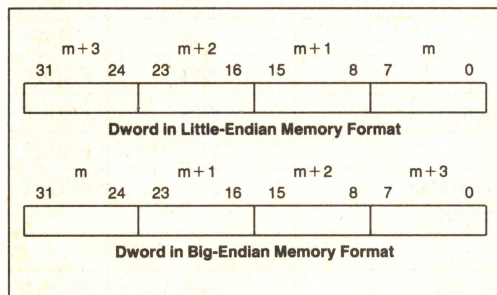 m+3 m+2 m+1 m
31 24 23 16 15 8 7 0
Dword in Little-Endian Memory Format
m m+1 m+2 m+3
31 24 23 16 15 8 7 0
Dword in Big-Endian Memory Format